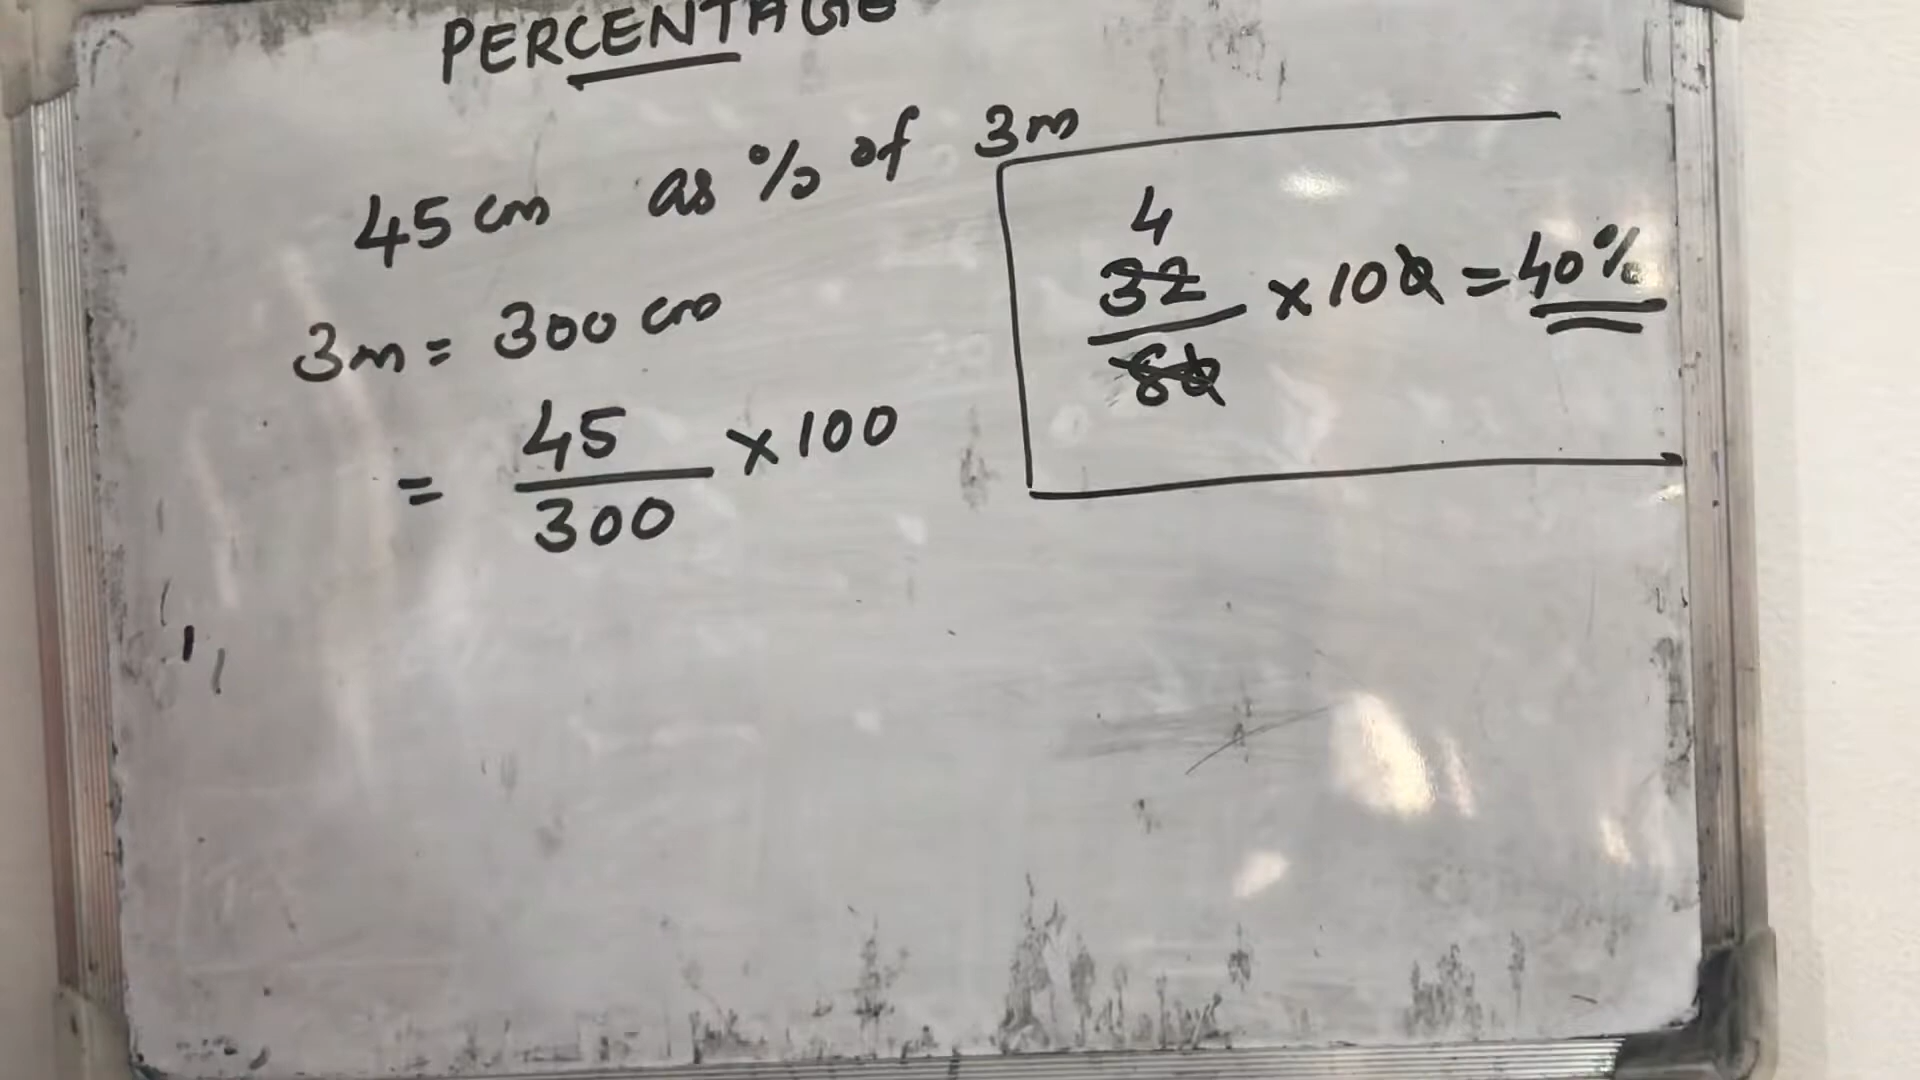 PERCENTAGE
45 cm as % of 3m
3m = 300 cm
= 45/300 × 100
4
32/80 × 100 = 40%